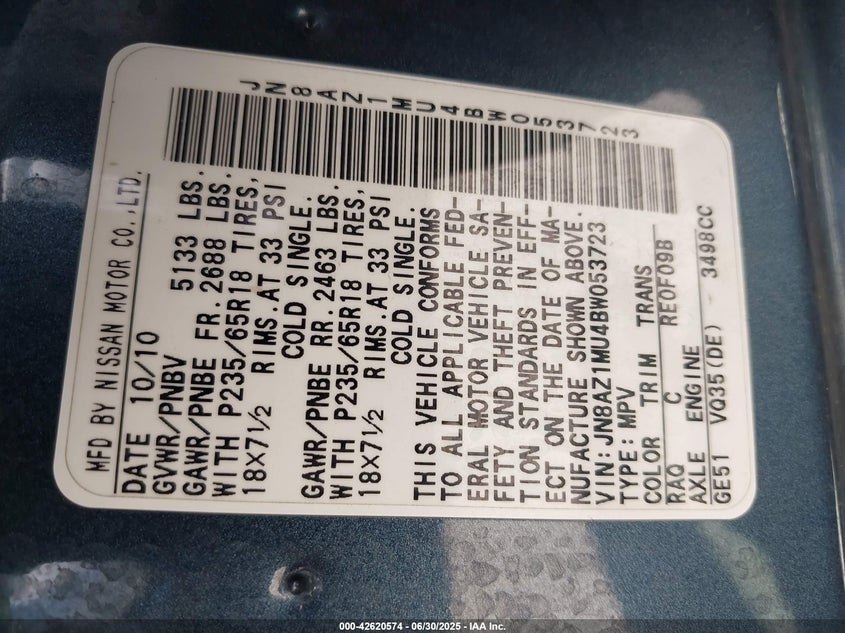 JN8AZ1MU4BW053723
MFD BY NISSAN MOTOR CO.,LTD.
DATE 10/10
GVWR/PNBV 5133 LBS.
GAWR/PNBE FR. 2688 LBS.
WITH P235/65R18 TIRES,
18X7½ RIMS.AT 33 PSI
COLD SINGLE.
GAWR/PNBE RR. 2463 LBS.
WITH P235/65R18 TIRES,
18X7½ RIMS.AT 33 PSI
COLD SINGLE.
THIS VEHICLE CONFORMS
TO ALL APPLICABLE FED-
ERAL MOTOR VEHICLE SA-
FETY AND THEFT PREVEN-
TION STANDARDS IN EFF-
ECT ON THE DATE OF MA-
NUFACTURE SHOWN ABOVE.
VIN:JN8AZ1MU4BW053723
TYPE:MPV
COLOR TRIM TRANS
RAQ C RE0F09B
AXLE ENGINE
GE51 VQ35(DE) 3498CC
000-42620574 - 06/30/2025 - IAA Inc.